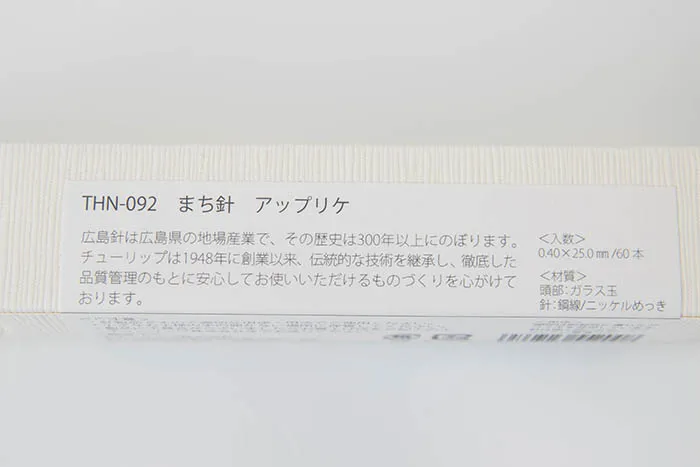 THN-092 まち針 アップリケ
広島針は広島県の地場産業で、その歴史は300年以上にのぼります。
チューリップは1948年に創業以来、伝統的な技術を継承し、徹底した
品質管理のもとに安心してお使いいただけるものづくりを心がけて
おります。
<入数>
0.40×25.0㎜/60本
<材質>
頭部:ガラス玉
針:鋼線/ニッケルめっき